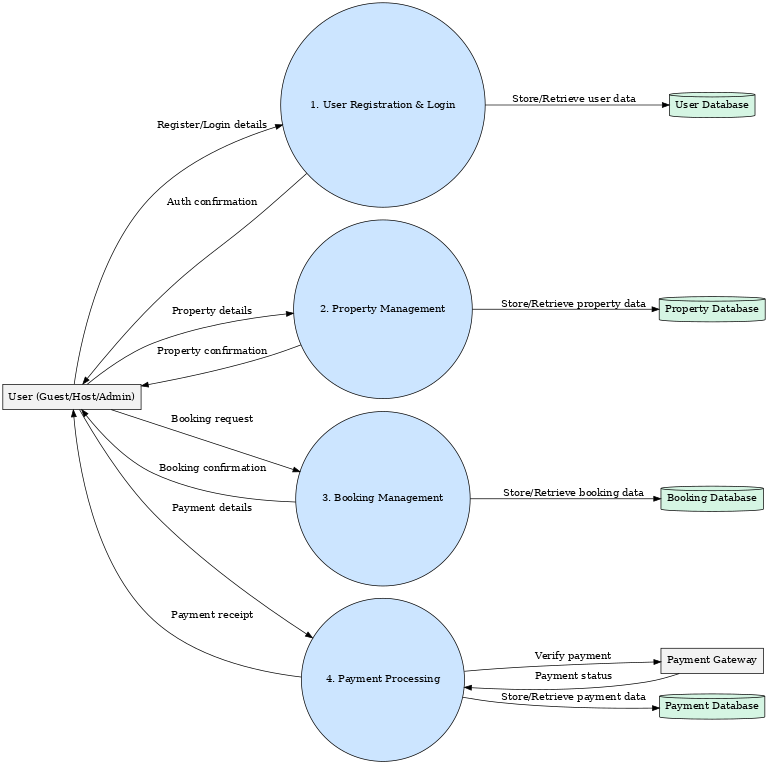 1. User Registration & Login
Store/Retrieve user data
User Database
Register/Login details
Auth confirmation
Property details
2. Property Management
Store/Retrieve property data
Property Database
Property confirmation
User (Guest/Host/Admin)
Booking request
Booking confirmation
3. Booking Management
Store/Retrieve booking data
Booking Database
Payment details
Payment receipt
4. Payment Processing
Verify payment
Payment Gateway
Payment status
Store/Retrieve payment data
Payment Database